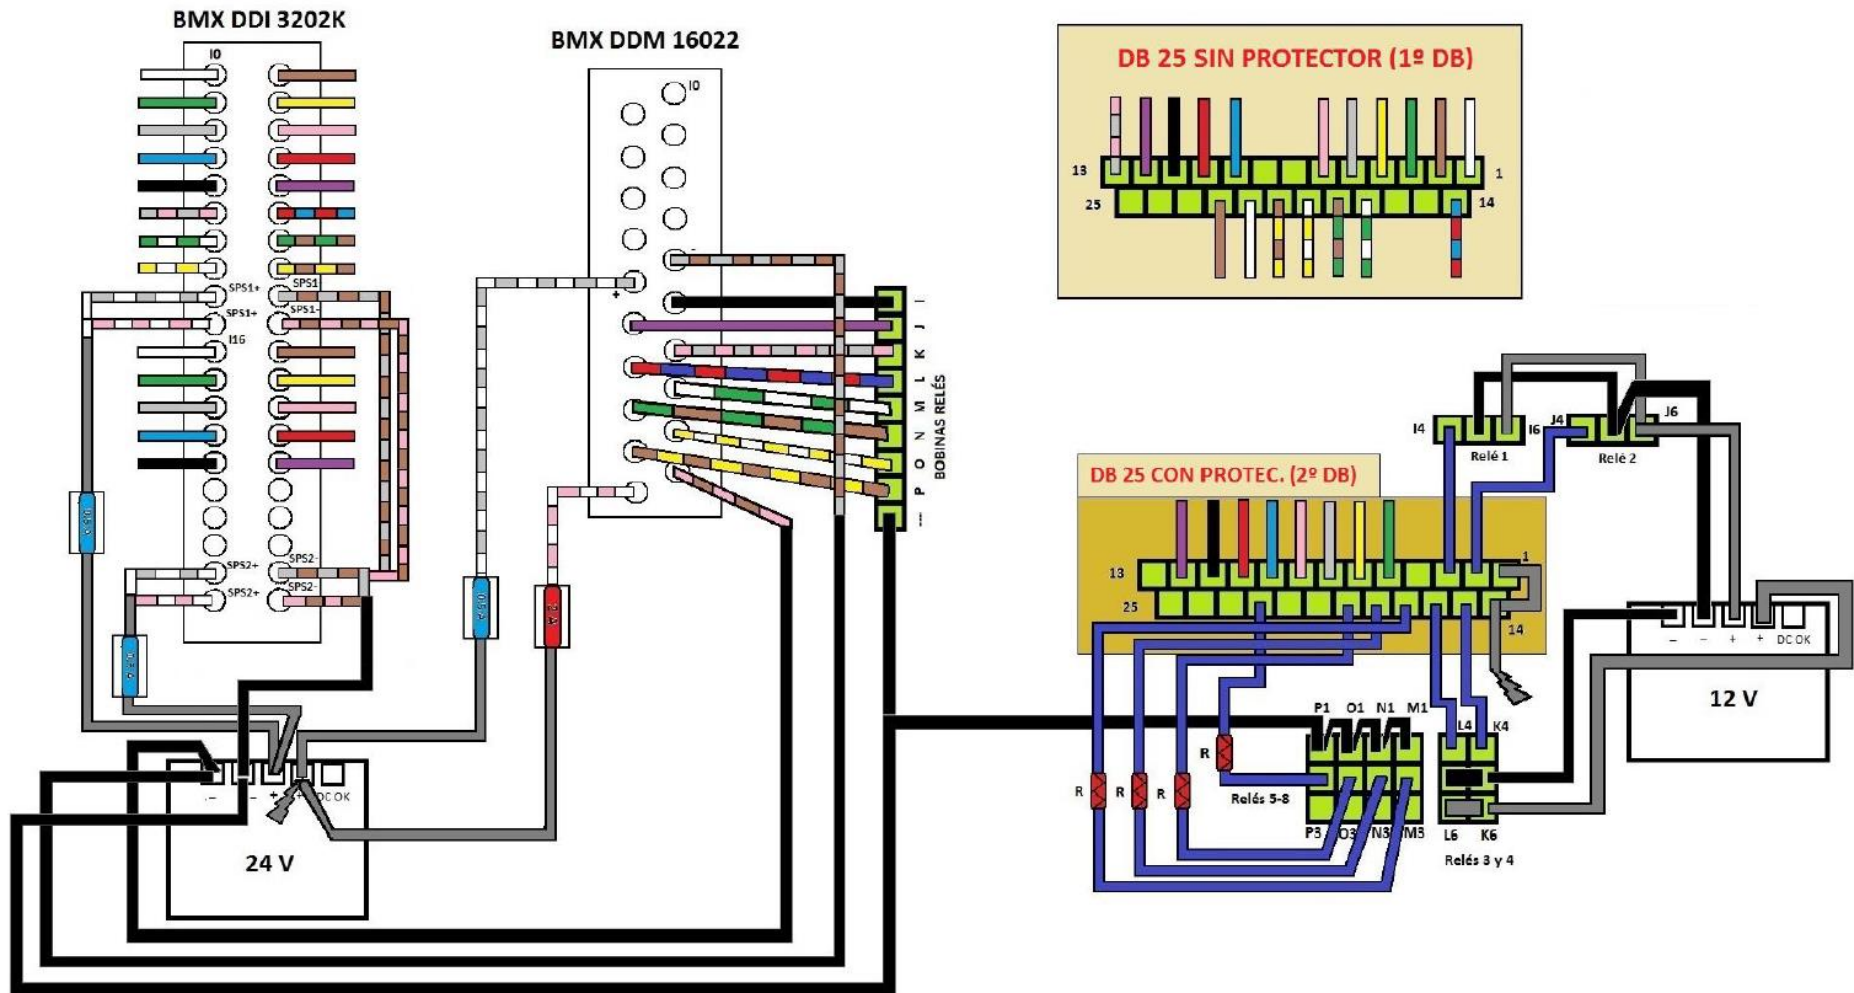 BMX DDI 3202K
BMX DDM 16022
DB 25 SIN PROTECTOR (1º DB)
I0
I0
13
1
25
14
SPS1+
SPS1
SPS1+
SPS1-
I16
-
+
I
J
K
L
M
N
O
P
---
BOBINAS RELÉS
I4
I6
J4
J6
Relé 1
Relé 2
DB 25 CON PROTEC. (2º DB)
13
1
25
14
SPS2+
SPS2-
SPS2+
SPS2-
2 A
− − + + DC OK
12 V
P1 O1 N1 M1
L4 K4
R
R R R
Relés 5-8
P3 O3 N3 M3
L6 K6
Relés 3 y 4
− − + + DC OK
24 V